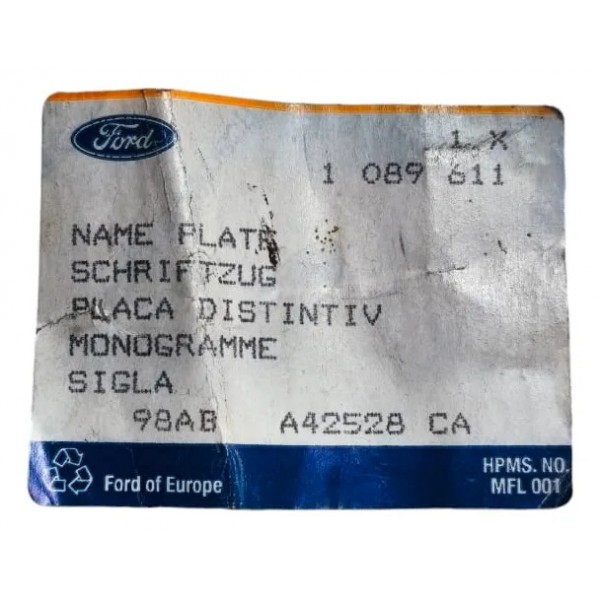 Ford
1 X
1 089 611
NAME PLATE
SCHRIFTZUG
PLACA DISTINTIV
MONOGRAMME
SIGLA
98AB A42528 CA
Ford of Europe
HPMS. NO.
MFL 001